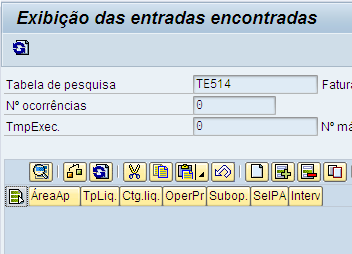 Exibição das entradas encontradas
Tabela de pesquisa TE514 Fatura
Nº ocorrências 0
TmpExec. 0 Nº má
ÁreaAp TpLiq. Ctg.liq. OperPr Subop. SelPA Interv